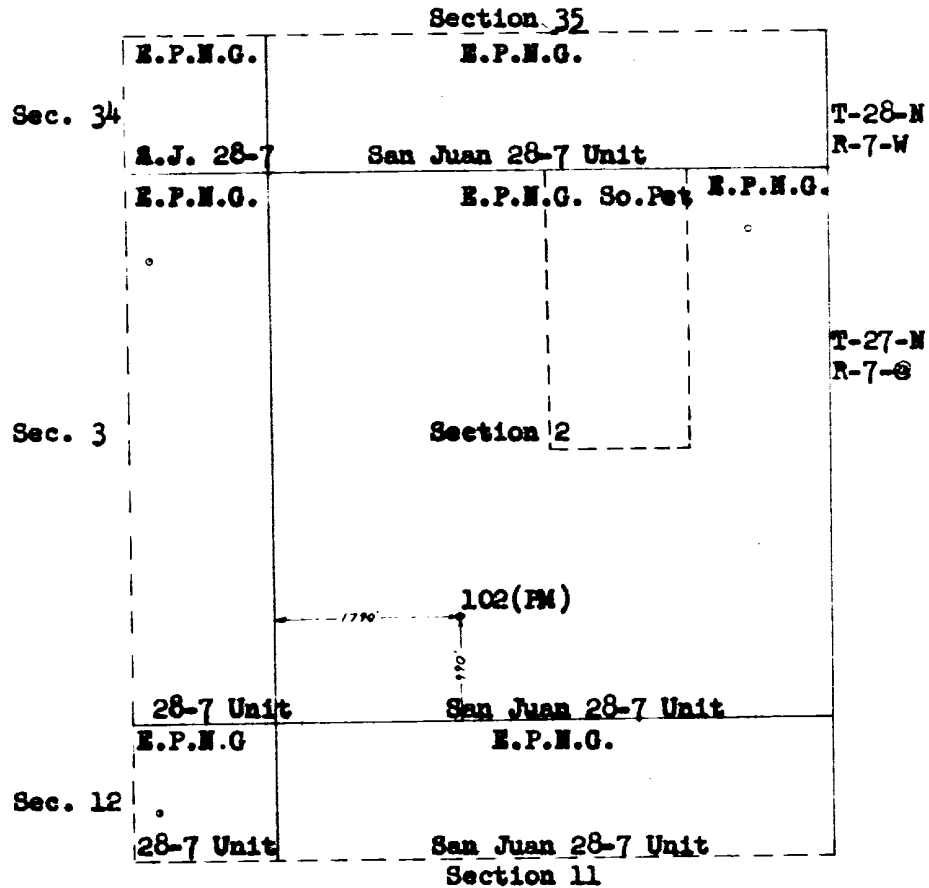 Section 35
E.P.N.G. E.P.N.G.
Sec. 34 T-28-N
R-7-W
S.J. 28-7 San Juan 28-7 Unit
E.P.N.G. E.P.N.G. So.Pet E.P.N.G.
T-27-N
R-7-
Sec. 3 Section 2
102(PM)
1790'
990'
28-7 Unit San Juan 28-7 Unit
E.P.N.G E.P.N.G.
Sec. 12
28-7 Unit San Juan 28-7 Unit
Section 11